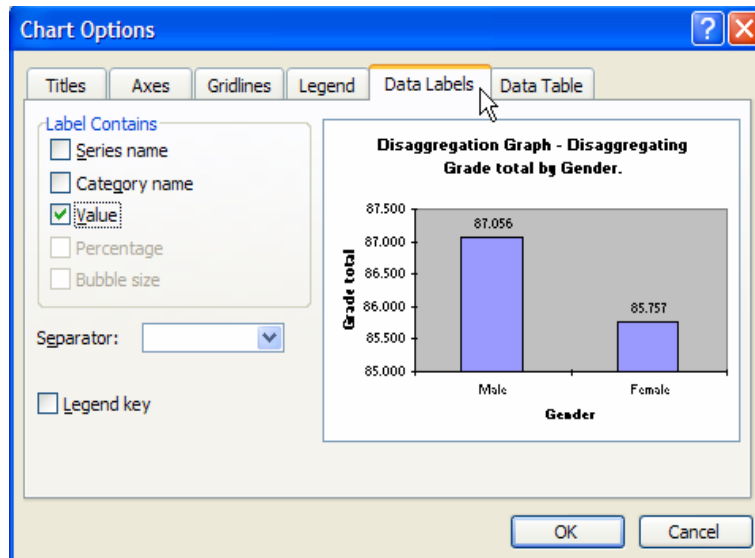 Chart Options
Titles Axes Gridlines Legend Data Labels Data Table
Label Contains
Series name
Category name
Value
Percentage
Bubble size
Separator:
Legend key
Disaggregation Graph - Disaggregating
Grade total by Gender.
87.500
87.000
86.500
86.000
85.500
85.000
Grade total
87.056
85.757
Male Female
Gender
OK Cancel